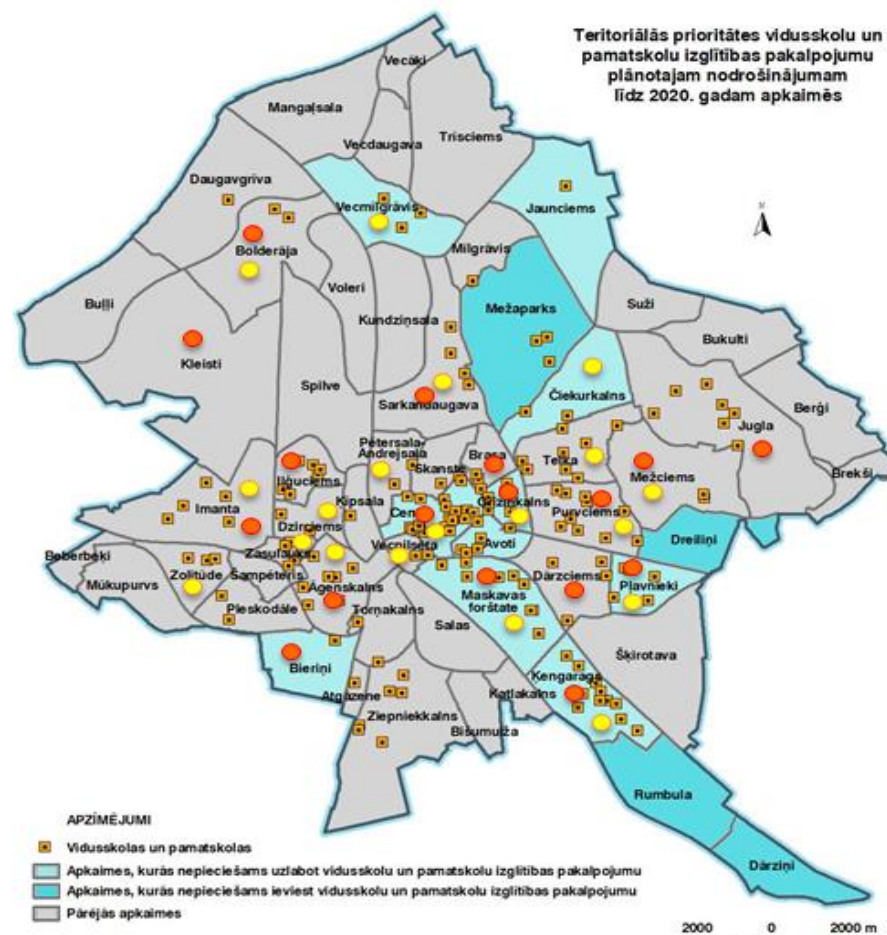 Teritoriālās prioritātes vidusskolu un
pamatskolu izglītības pakalpojumu
plānotajam nodrošinājumam
līdz 2020. gadam apkaimēs
Vecāķi
Mangaļsala
Trīsciems
Vecdaugava
Daugavgrīva
Vecmīlgrāvis
Jaunciems
N
Bolderāja
Mīlgrāvis
Voleri
Buļļi
Suži
Mežaparks
Kundziņsala
Bukulti
Kleisti
Čiekurkalns
Spilve
Sarkandaugava
Berģi
Jugla
Pētersala-
Andrejsala
Brasa
Skanste
Teika
Iļģuciems
Mežciems
Brekši
Ķīpsala
Grīziņkalns
Purvciems
Imanta
Dzirciems
Avoti
Dreiliņi
Vecpilsēta
Zasulauks
Beberbeķi
Zolitūde
Šampēteris
Mūkupurvs
Āgenskalns
Dārzciems
Pļavnieki
Maskavas
forštate
Pleskodāle
Torņakalns
Salas
Šķirotava
Bieriņi
Ķengarags
Atgāzene
Katlakalns
Ziepniekkalns
Bišumuiža
Rumbula
Dārziņi
APZĪMĒJUMI
Vidusskolas un pamatskolas
Apkaimes, kurās nepieciešams uzlabot vidusskolu un pamatskolu izglītības pakalpojumu
Apkaimes, kurās nepieciešams ieviest vidusskolu un pamatskolu izglītības pakalpojumu
Pārējās apkaimes
2000 0 2000 m